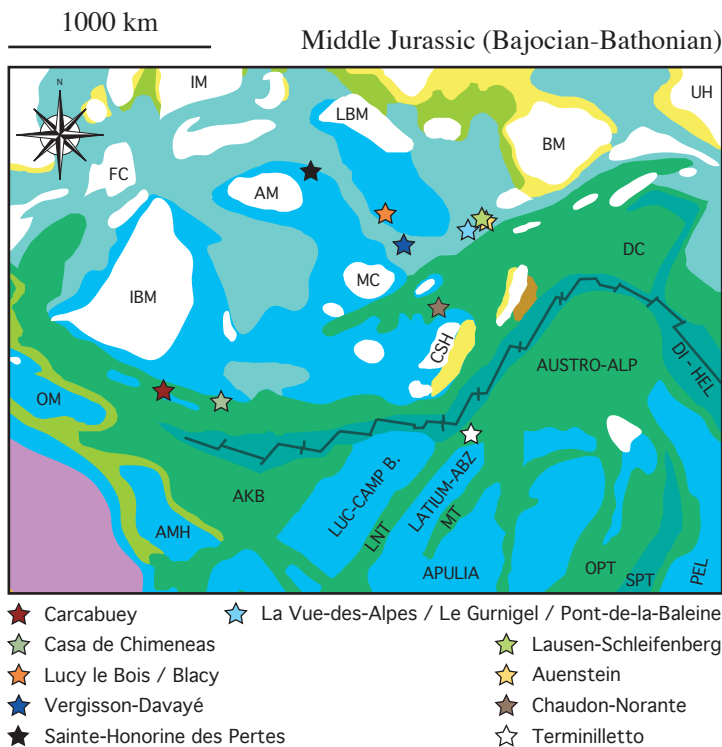 1000 km
Middle Jurassic (Bajocian-Bathonian)
N
IM
UH
LBM
BM
FC
AM
DC
IBM
MC
CSH
DI - HEL
AUSTRO-ALP
OM
LUC-CAMP B.
LATIUM-ABZ
AKB
LNT
MT
AMH
APULIA
OPT
SPT
PEL
Carcabuey
La Vue-des-Alpes / Le Gurnigel / Pont-de-la-Baleine
Casa de Chimeneas
Lausen-Schleifenberg
Lucy le Bois / Blacy
Auenstein
Vergisson-Davayé
Chaudon-Norante
Sainte-Honorine des Pertes
Terminilletto